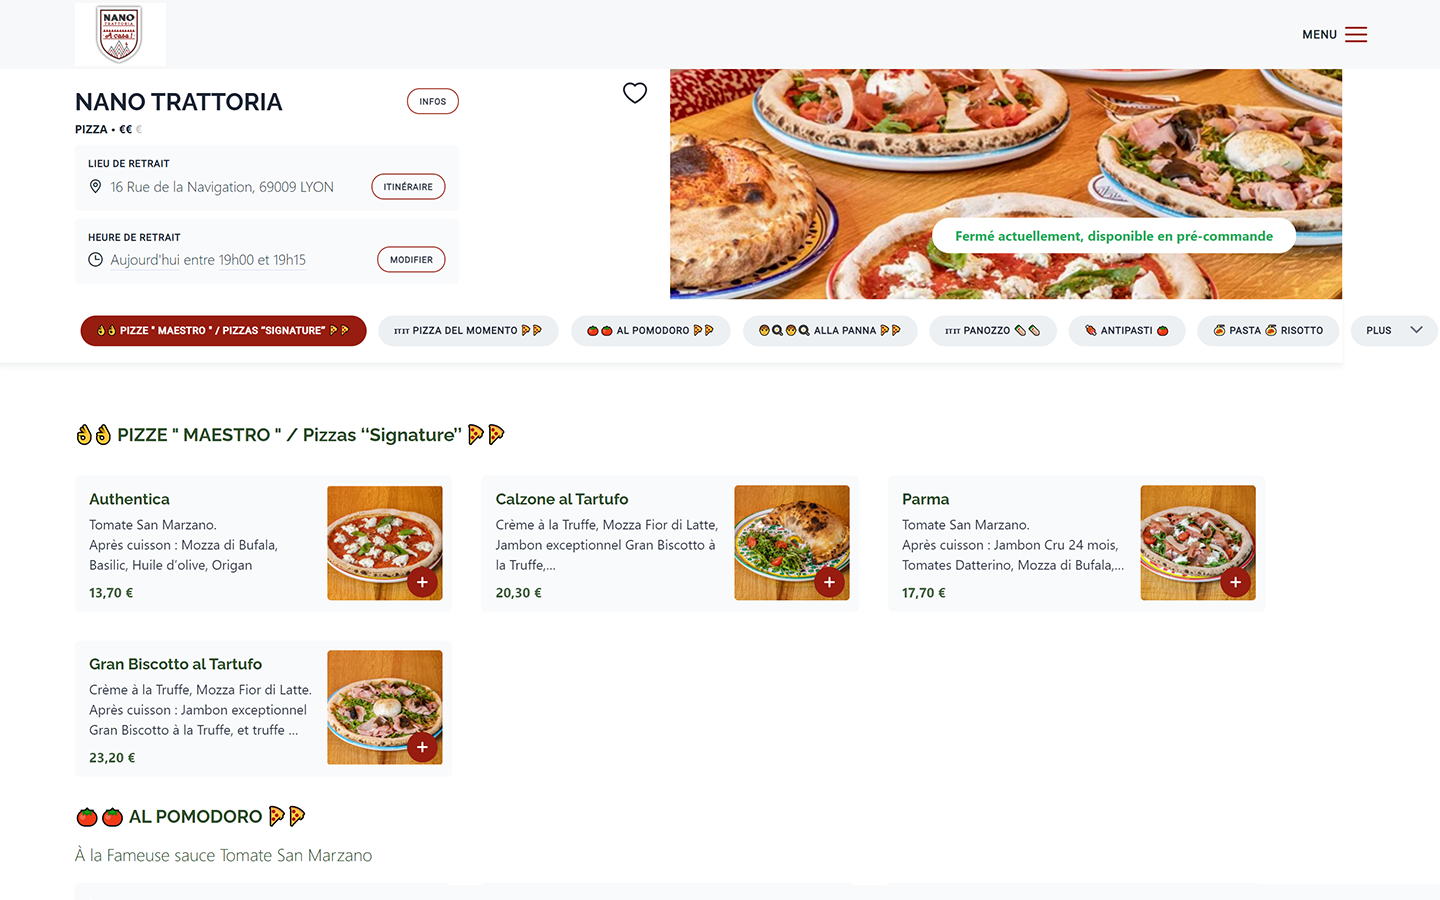 NANO
TRATTORIA
A casa !
MENU
NANO TRATTORIA
INFOS
PIZZA • €€ €
LIEU DE RETRAIT
16 Rue de la Navigation, 69009 LYON
ITINÉRAIRE
HEURE DE RETRAIT
Aujourd'hui entre 19h00 et 19h15
MODIFIER
Fermé actuellement, disponible en pré-commande
👌👌 PIZZE " MAESTRO " / PIZZAS “SIGNATURE” 🍕🍕
ITIT PIZZA DEL MOMENTO 🍕🍕
🍅🍅 AL POMODORO 🍕🍕
ALLA PANNA 🍕🍕
ITIT PANOZZO
ANTIPASTI 🍅
PASTA RISOTTO
PLUS
👌👌 PIZZE " MAESTRO " / Pizzas ‘‘Signature’’ 🍕🍕
Authentica
Tomate San Marzano.
Après cuisson : Mozza di Bufala,
Basilic, Huile d’olive, Origan
13,70 €
Calzone al Tartufo
Crème à la Truffe, Mozza Fior di Latte,
Jambon exceptionnel Gran Biscotto à
la Truffe,...
20,30 €
Parma
Tomate San Marzano.
Après cuisson : Jambon Cru 24 mois,
Tomates Datterino, Mozza di Bufala,...
17,70 €
Gran Biscotto al Tartufo
Crème à la Truffe, Mozza Fior di Latte.
Après cuisson : Jambon exceptionnel
Gran Biscotto à la Truffe, et truffe ...
23,20 €
🍅🍅 AL POMODORO 🍕🍕
À la Fameuse sauce Tomate San Marzano